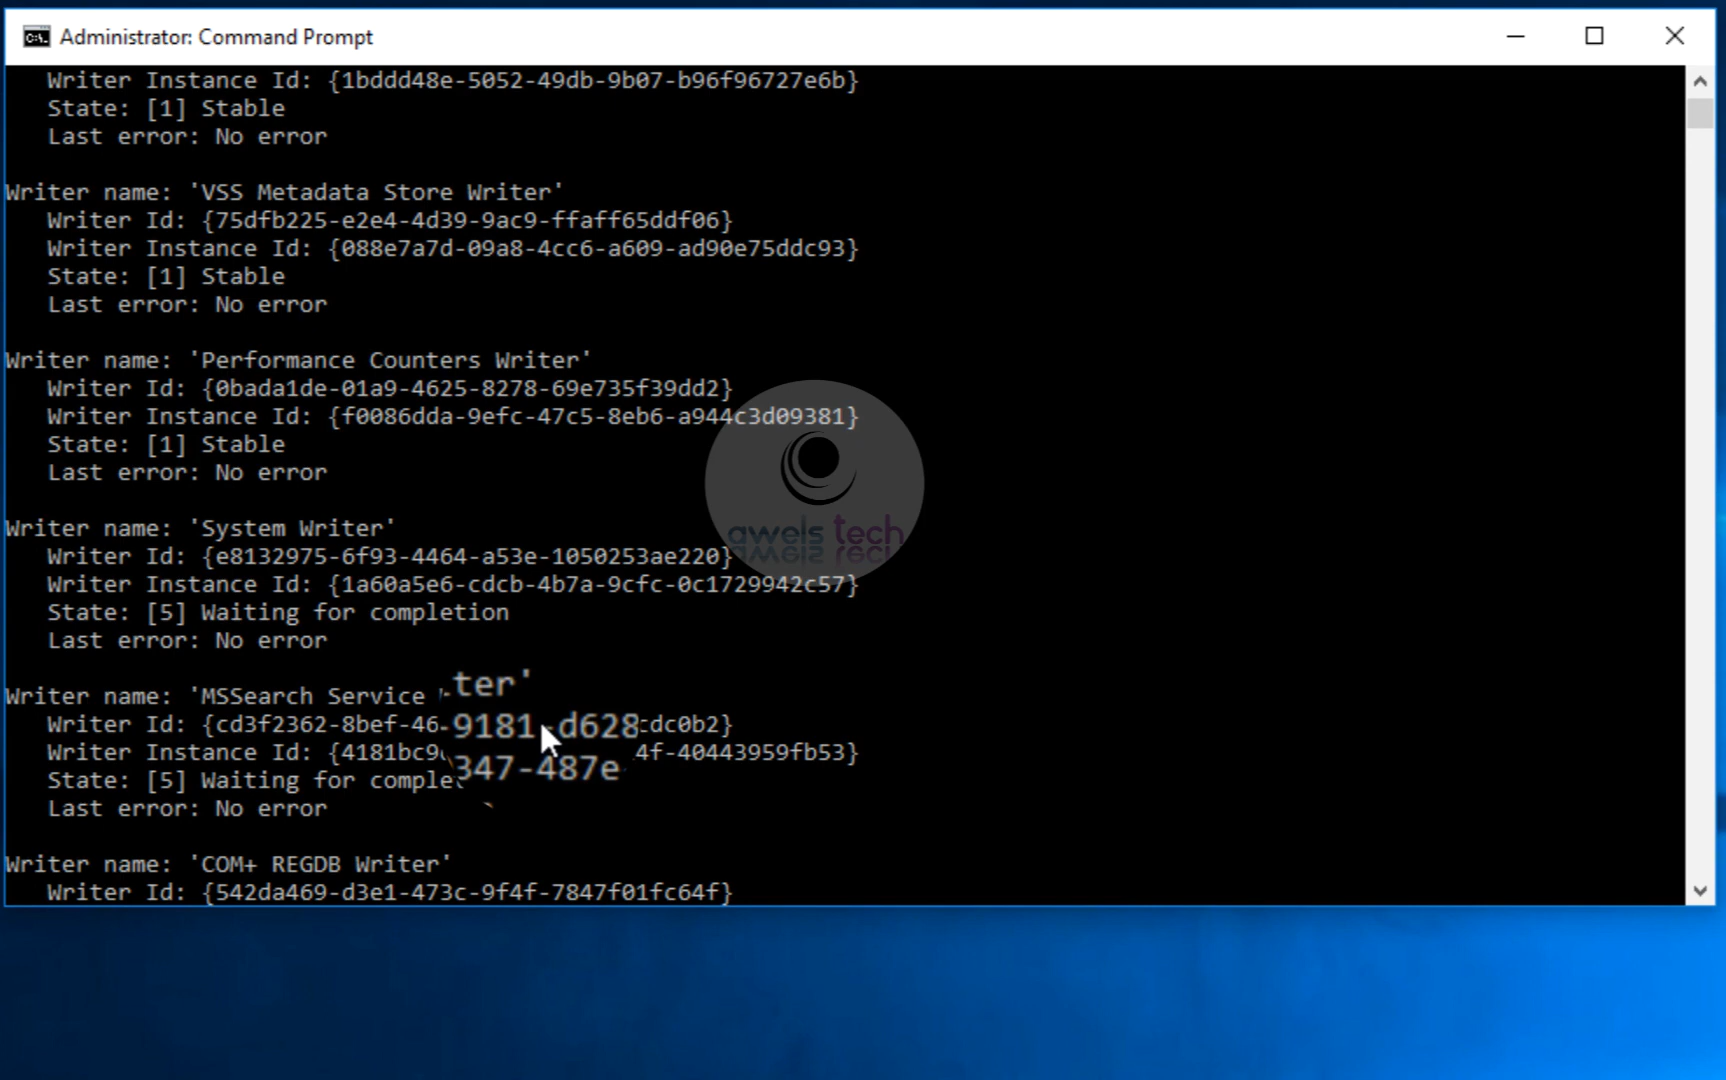 Administrator: Command Prompt
Writer Instance Id: {1bddd48e-5052-49db-9b07-b96f96727e6b}
State: [1] Stable
Last error: No error
Writer name: 'VSS Metadata Store Writer'
Writer Id: {75dfb225-e2e4-4d39-9ac9-ffaff65ddf06}
Writer Instance Id: {088e7a7d-09a8-4cc6-a609-ad90e75ddc93}
State: [1] Stable
Last error: No error
Writer name: 'Performance Counters Writer'
Writer Id: {0bada1de-01a9-4625-8278-69e735f39dd2}
Writer Instance Id: {f0086dda-9efc-47c5-8eb6-a944c3d09381}
State: [1] Stable
Last error: No error
awels tech
Writer name: 'System Writer'
Writer Id: {e8132975-6f93-4464-a53e-1050253ae220}
Writer Instance Id: {1a60a5e6-cdcb-4b7a-9cfc-0c1729942c57}
State: [5] Waiting for completion
Last error: No error
Writer name: 'MSSearch Service
Writer Id:
Writer Instance Id:
State: [5] Waiting for
Last error: No error
Writer name: 'COM+ REGDB Writer'
Writer Id: {542da469-d3e1-473c-9f4f-7847f01fc64f}